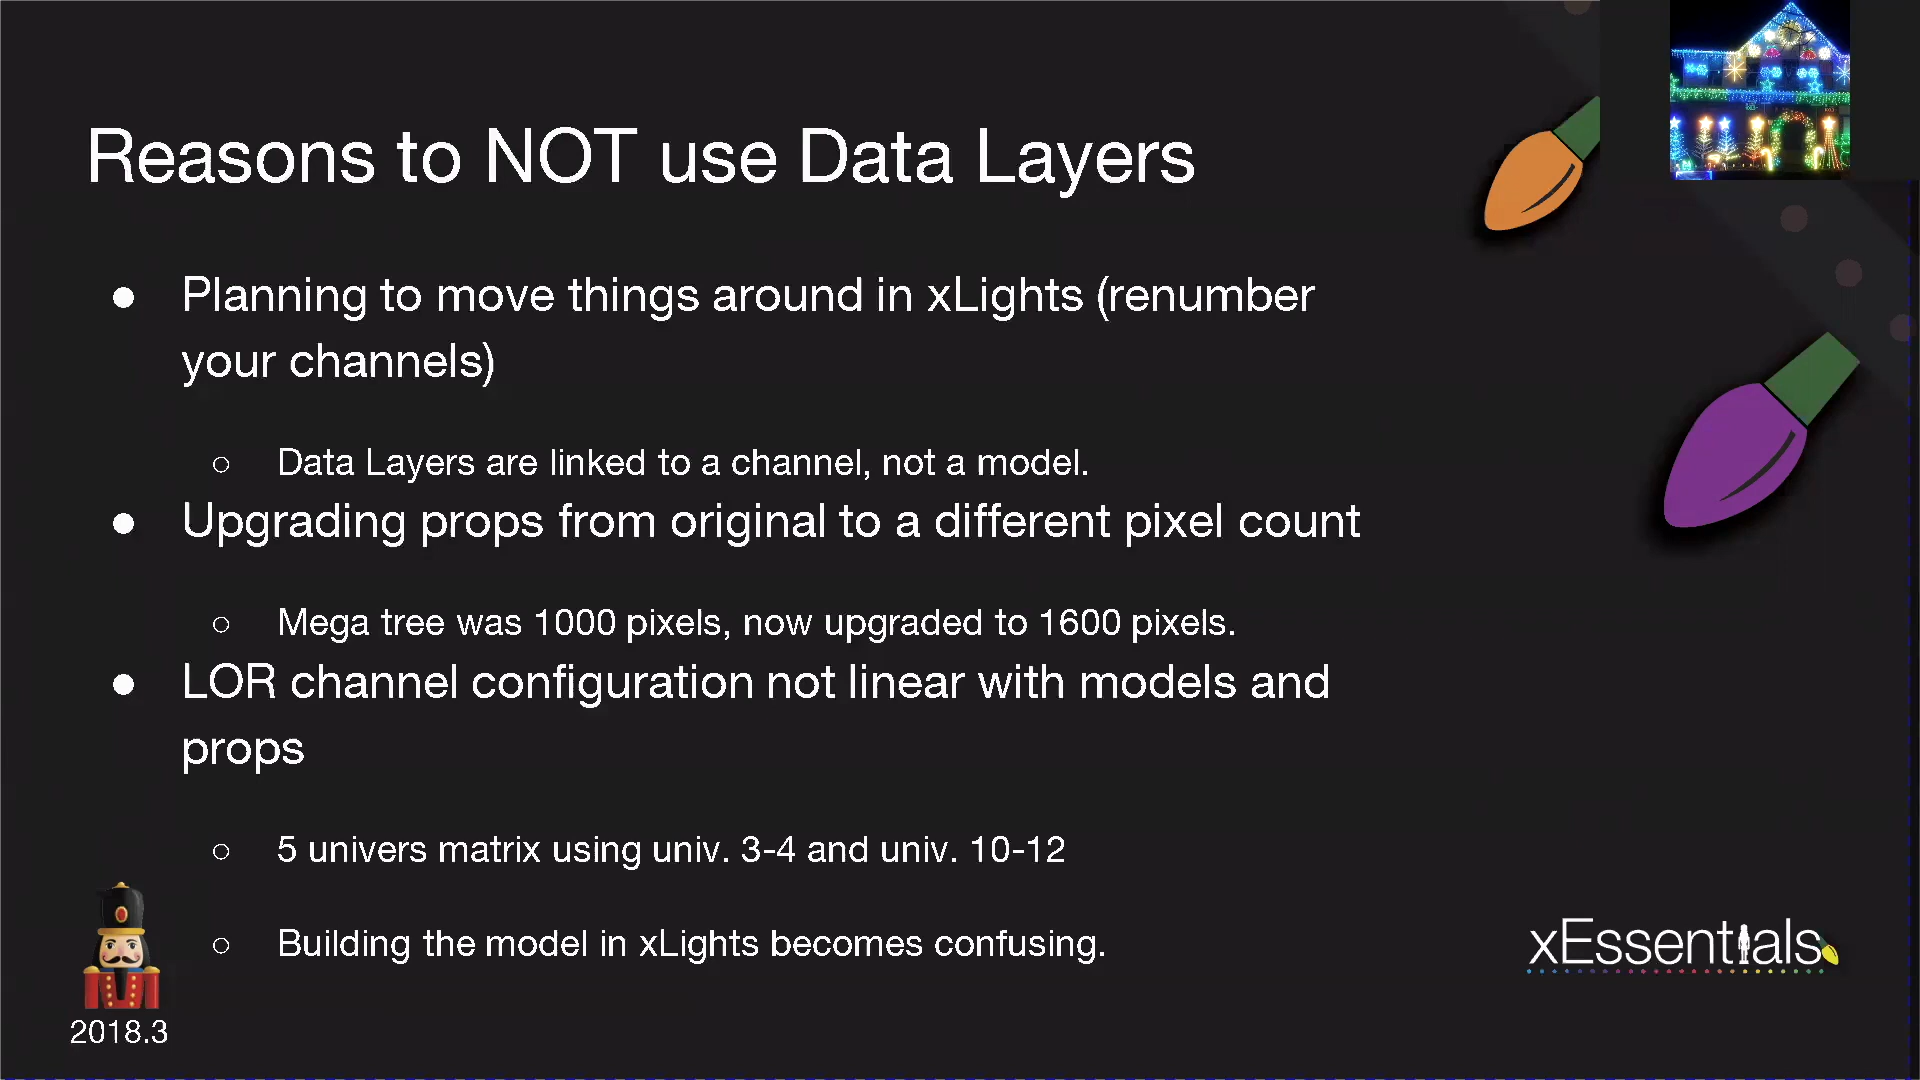 Reasons to NOT use Data Layers
● Planning to move things around in xLights (renumber
your channels)
○ Data Layers are linked to a channel, not a model.
● Upgrading props from original to a different pixel count
○ Mega tree was 1000 pixels, now upgraded to 1600 pixels.
● LOR channel configuration not linear with models and
props
○ 5 univers matrix using univ. 3-4 and univ. 10-12
○ Building the model in xLights becomes confusing.
xEssentials
2018.3